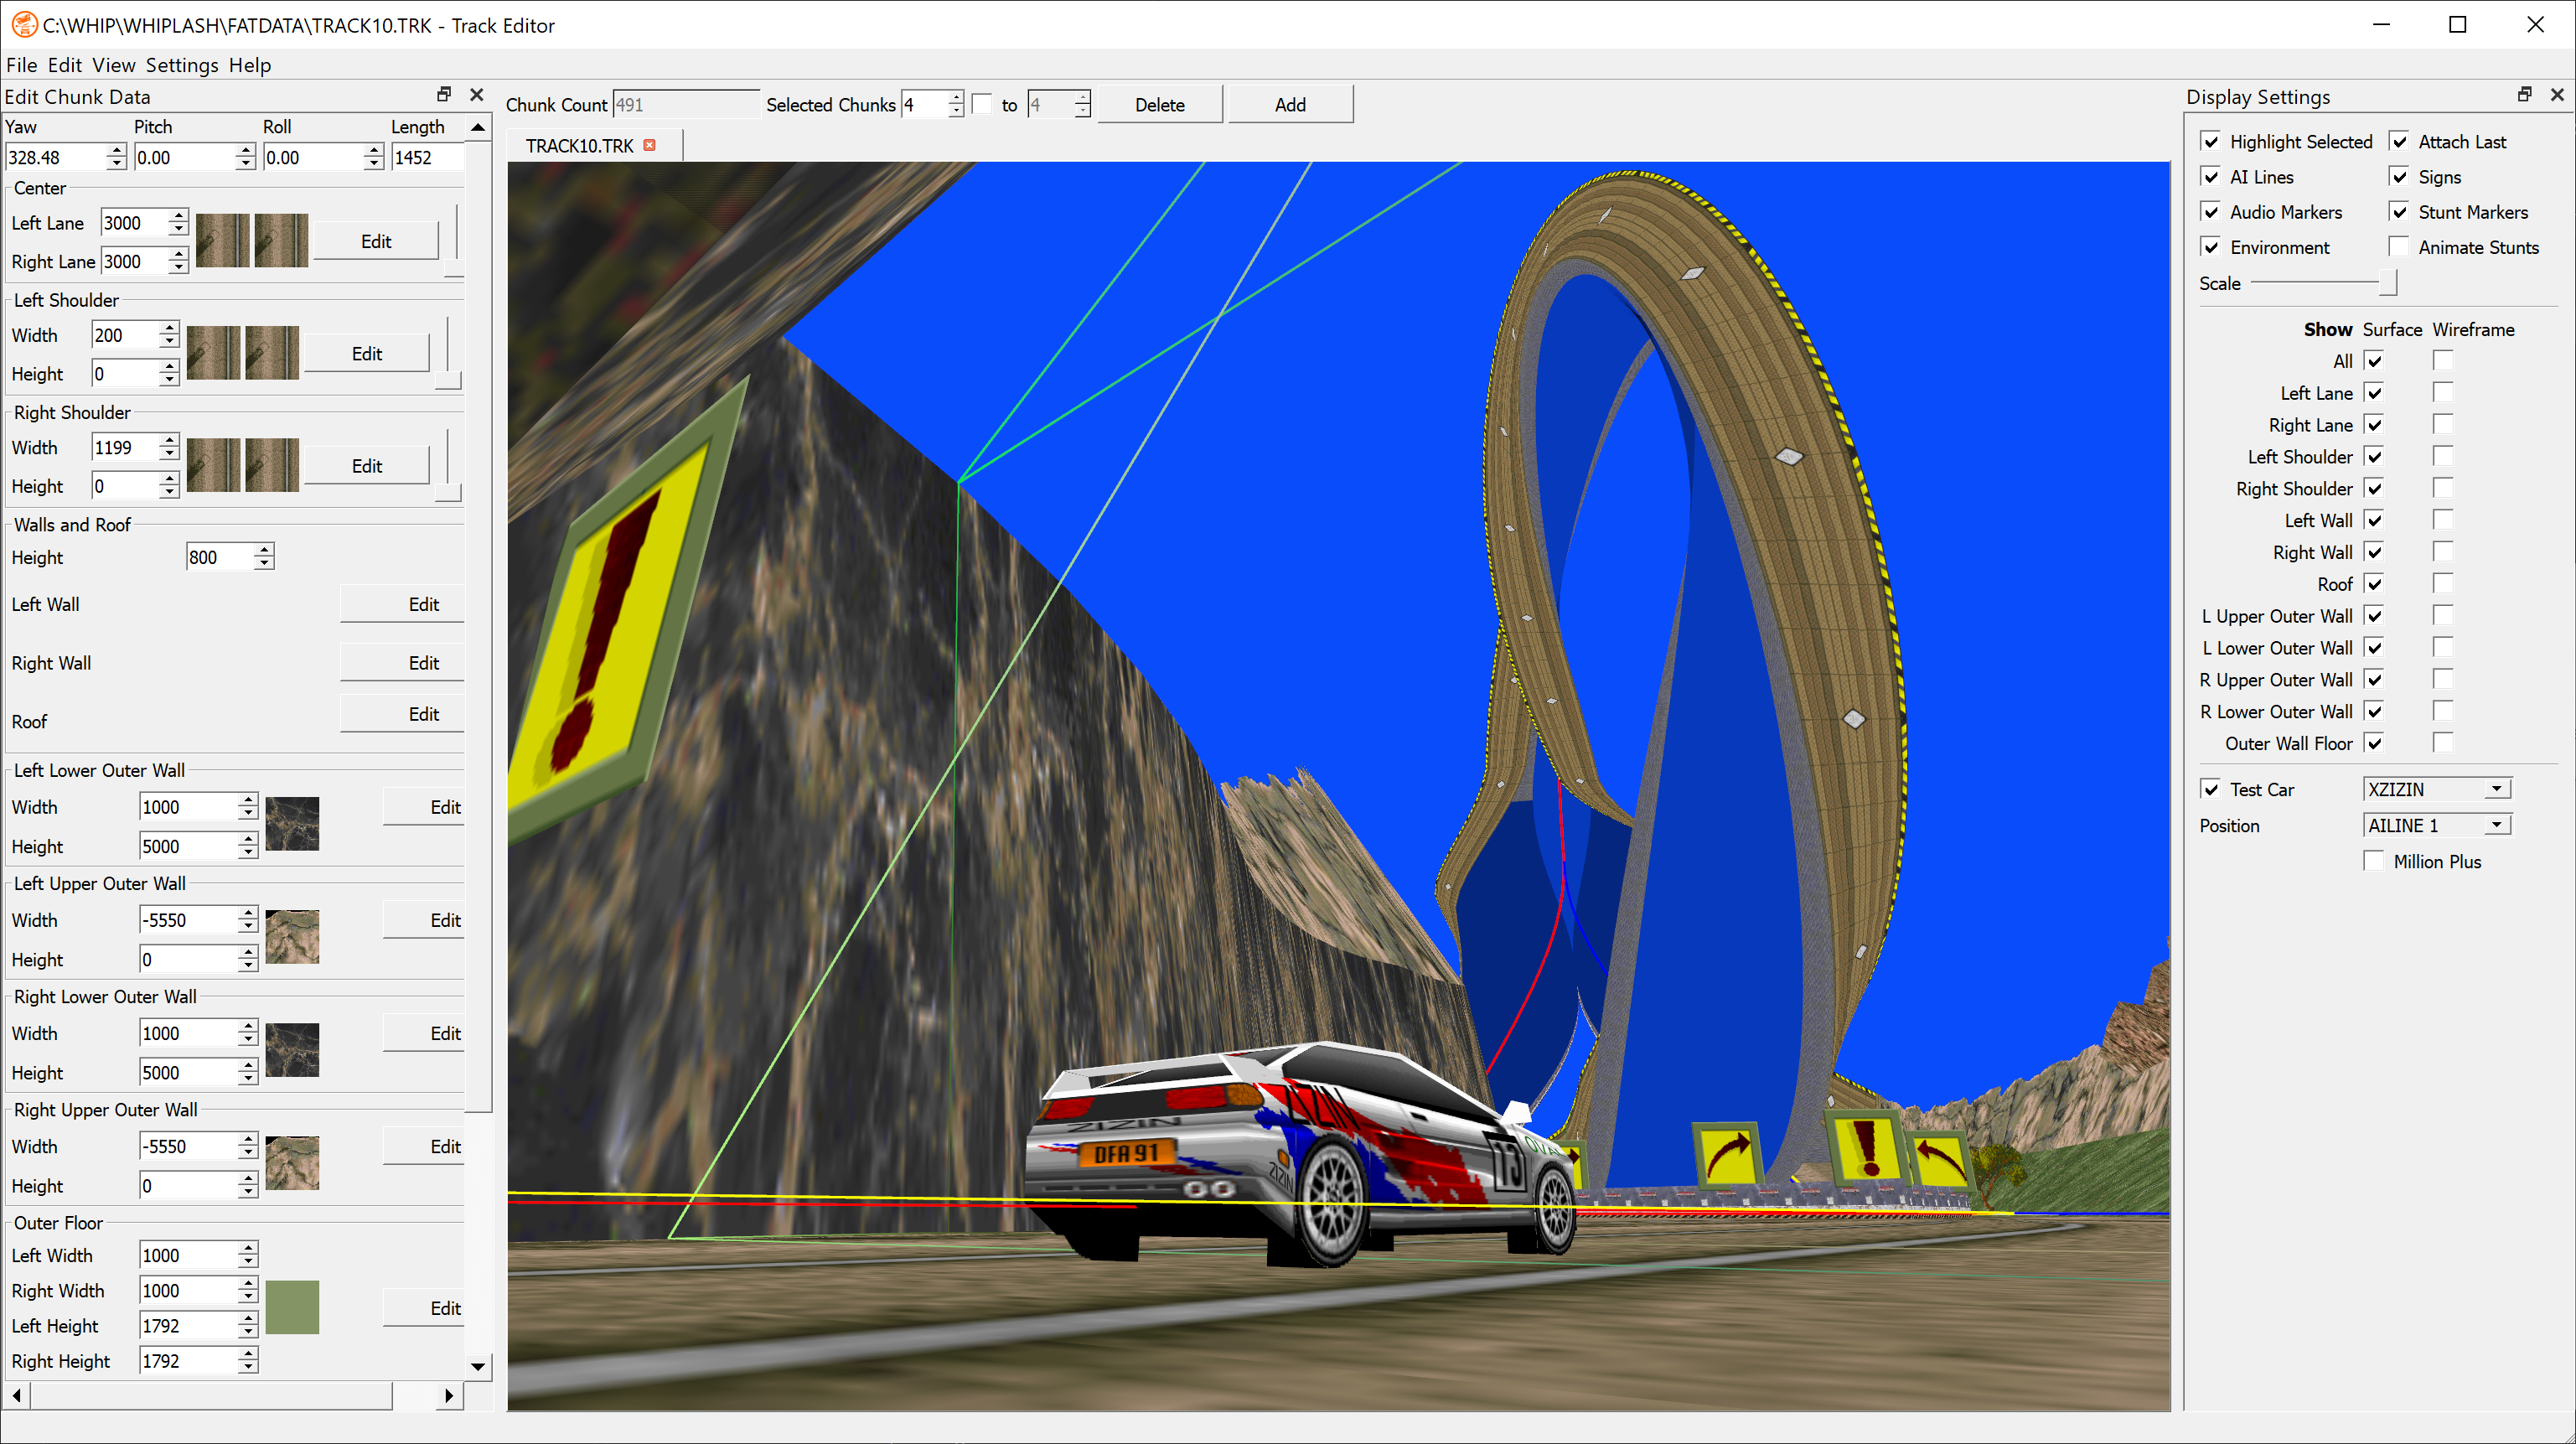 C:\WHIP\WHIPLASH\FATDATA\TRACK10.TRK - Track Editor
File Edit View Settings Help
Edit Chunk Data
Yaw Pitch Roll Length
328.48 0.00 0.00 1452
Center
Left Lane 3000
Edit
Right Lane 3000
Left Shoulder
Width 200
Edit
Height 0
Right Shoulder
Width 1199
Edit
Height 0
Walls and Roof
Height 800
Left Wall Edit
Right Wall Edit
Roof Edit
Left Lower Outer Wall
Width 1000 Edit
Height 5000
Left Upper Outer Wall
Width -5550 Edit
Height 0
Right Lower Outer Wall
Width 1000 Edit
Height 5000
Right Upper Outer Wall
Width -5550 Edit
Height 0
Outer Floor
Left Width 1000
Right Width 1000
Edit
Left Height 1792
Right Height 1792
Chunk Count 491 Selected Chunks 4 to 4 Delete Add
TRACK10.TRK
ZIZIN
ZIZIN
DFA 91
ZIZIN
13
Display Settings
Highlight Selected Attach Last
AI Lines Signs
Audio Markers Stunt Markers
Environment Animate Stunts
Scale
Show Surface Wireframe
All
Left Lane
Right Lane
Left Shoulder
Right Shoulder
Left Wall
Right Wall
Roof
L Upper Outer Wall
L Lower Outer Wall
R Upper Outer Wall
R Lower Outer Wall
Outer Wall Floor
Test Car XZIZIN
Position AILINE 1
Million Plus